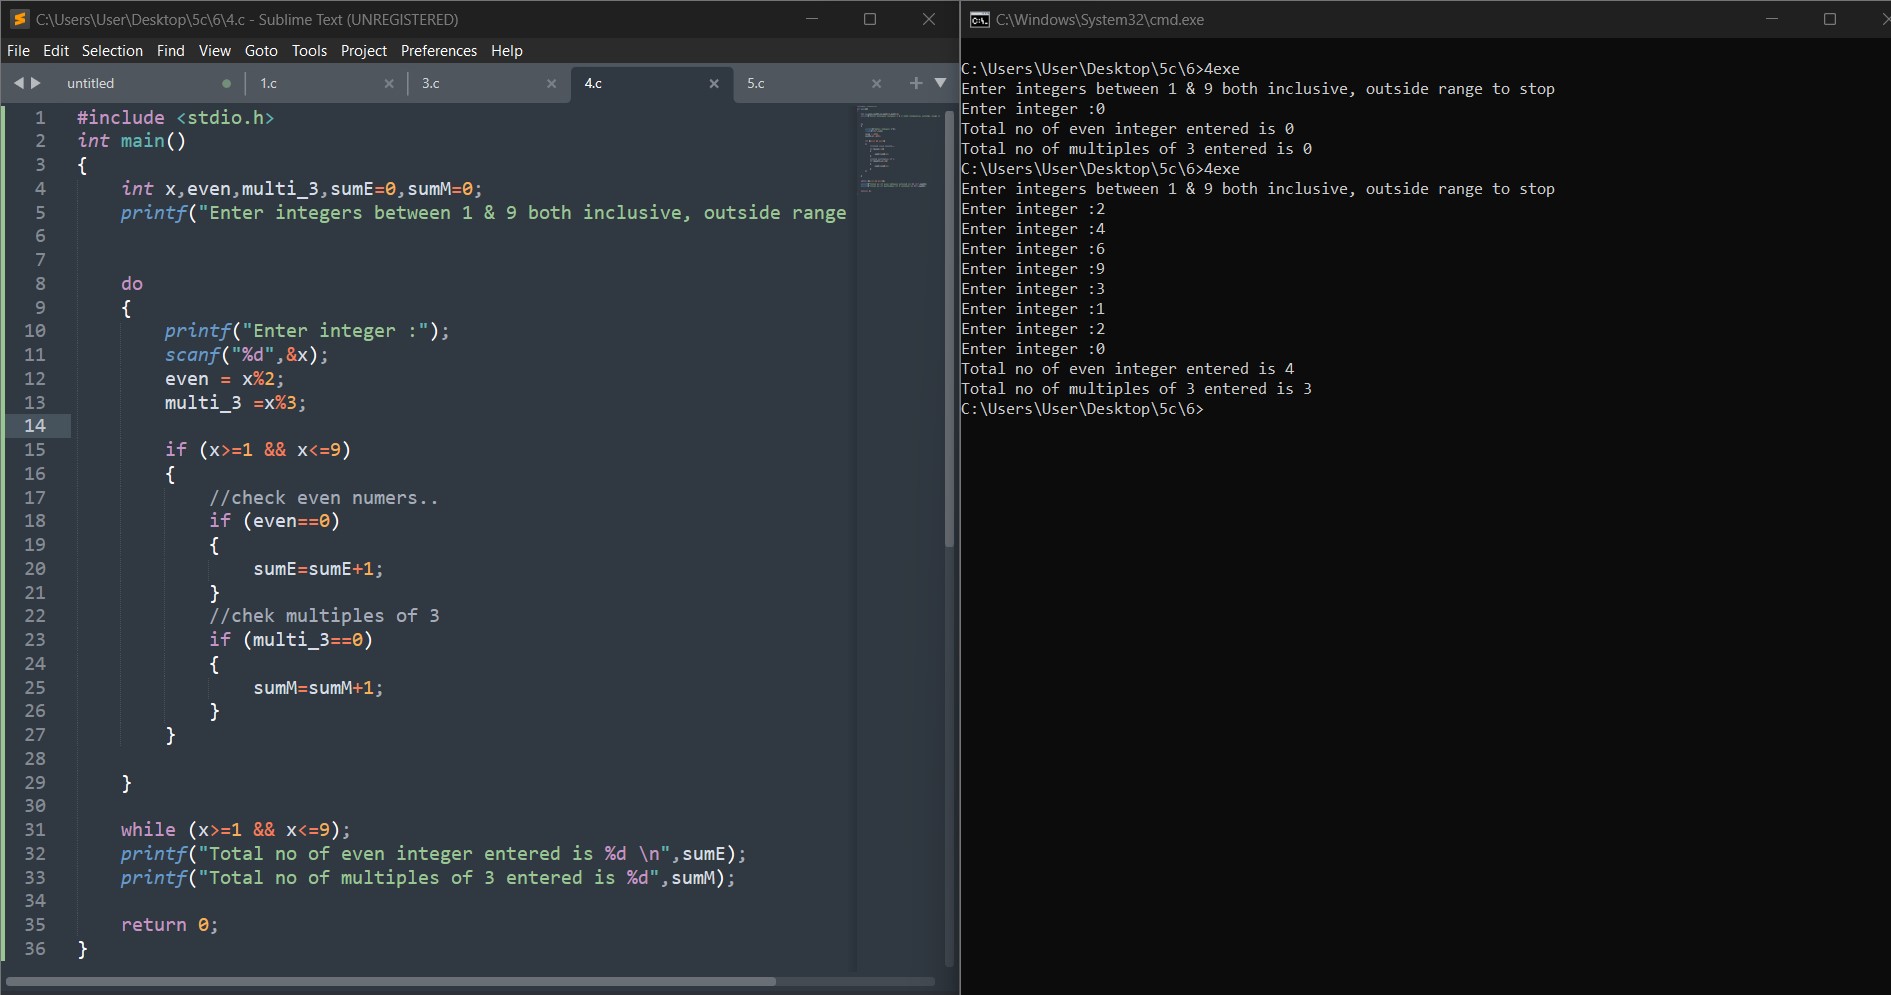 C:\Users\User\Desktop\5c\6\4.c - Sublime Text (UNREGISTERED)
File Edit Selection Find View Goto Tools Project Preferences Help
untitled 1.c 3.c 4.c 5.c
1 #include <stdio.h>
2 int main()
3 {
4 int x,even,multi_3,sumE=0,sumM=0;
5 printf("Enter integers between 1 & 9 both inclusive, outside range
6
7
8 do
9 {
10 printf("Enter integer :");
11 scanf("%d",&x);
12 even = x%2;
13 multi_3 =x%3;
14
15 if (x>=1 && x<=9)
16 {
17 //check even numers..
18 if (even==0)
19 {
20 sumE=sumE+1;
21 }
22 //chek multiples of 3
23 if (multi_3==0)
24 {
25 sumM=sumM+1;
26 }
27 }
28
29 }
30
31 while (x>=1 && x<=9);
32 printf("Total no of even integer entered is %d \n",sumE);
33 printf("Total no of multiples of 3 entered is %d",sumM);
34
35 return 0;
36 }
C:\Windows\System32\cmd.exe
C:\Users\User\Desktop\5c\6>4exe
Enter integers between 1 & 9 both inclusive, outside range to stop
Enter integer :0
Total no of even integer entered is 0
Total no of multiples of 3 entered is 0
C:\Users\User\Desktop\5c\6>4exe
Enter integers between 1 & 9 both inclusive, outside range to stop
Enter integer :2
Enter integer :4
Enter integer :6
Enter integer :9
Enter integer :3
Enter integer :1
Enter integer :2
Enter integer :0
Total no of even integer entered is 4
Total no of multiples of 3 entered is 3
C:\Users\User\Desktop\5c\6>